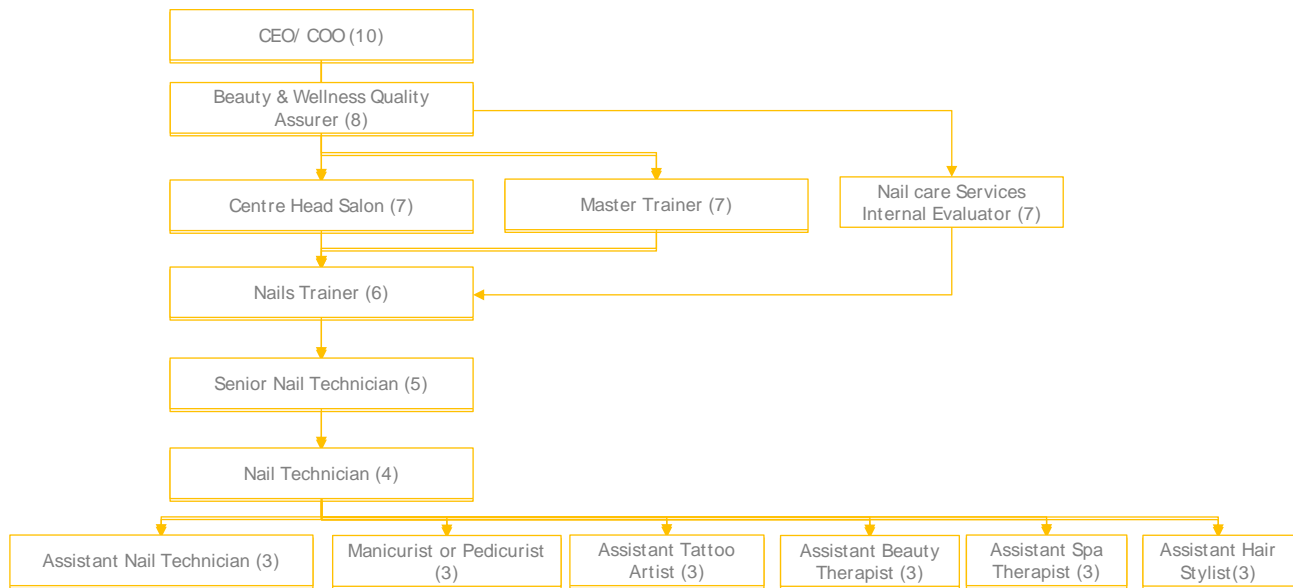 CEO/ COO (10)
Beauty & Wellness Quality
Assurer (8)
Centre Head Salon (7)
Master Trainer (7)
Nail care Services
Internal Evaluator (7)
Nails Trainer (6)
Senior Nail Technician (5)
Nail Technician (4)
Assistant Nail Technician (3)
Manicurist or Pedicurist
(3)
Assistant Tattoo
Artist (3)
Assistant Beauty
Therapist (3)
Assistant Spa
Therapist (3)
Assistant Hair
Stylist(3)